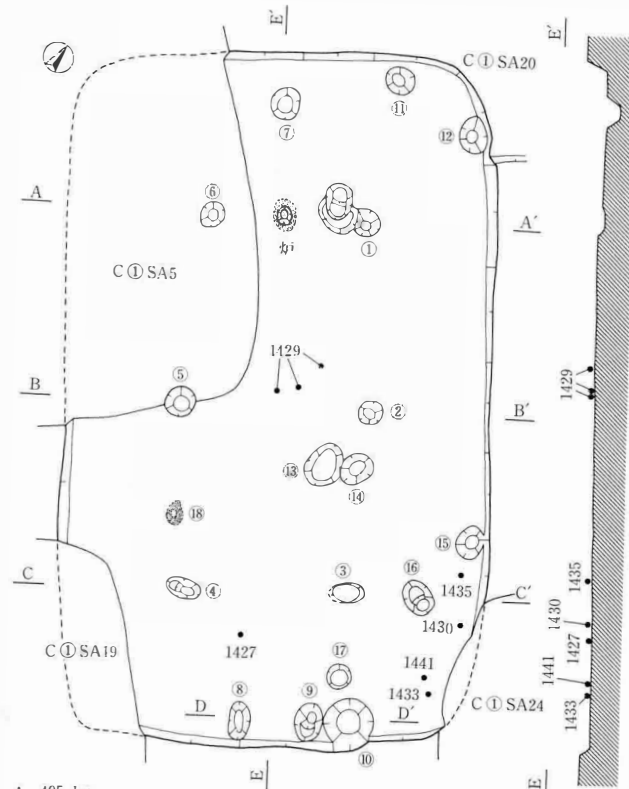 E′
E′
C①SA20
⑪
⑦
⑫
⑥
A
A′
炉
①
C①SA5
1429
1429
⑤
②
B
B′
⑬
⑭
⑱
⑮
C
④
③
⑯
1435
C′
1435
1430
1430
1427
1427
1441
1441
1433
1433
C①SA19
⑰
⑧
⑨
D
D′
C①SA24
⑩
E
E